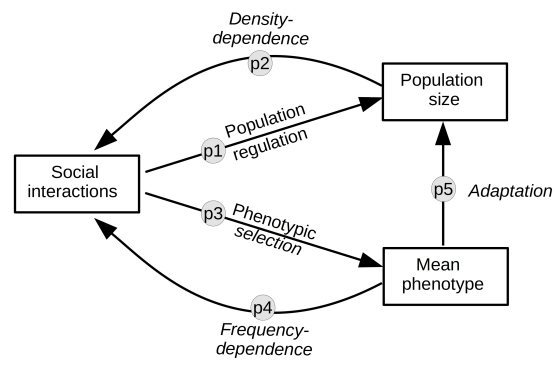 Density-
dependence
p2
Population
size
p1
Population
regulation
Social
interactions
p5
Adaptation
p3
Phenotypic
selection
Mean
phenotype
p4
Frequency-
dependence